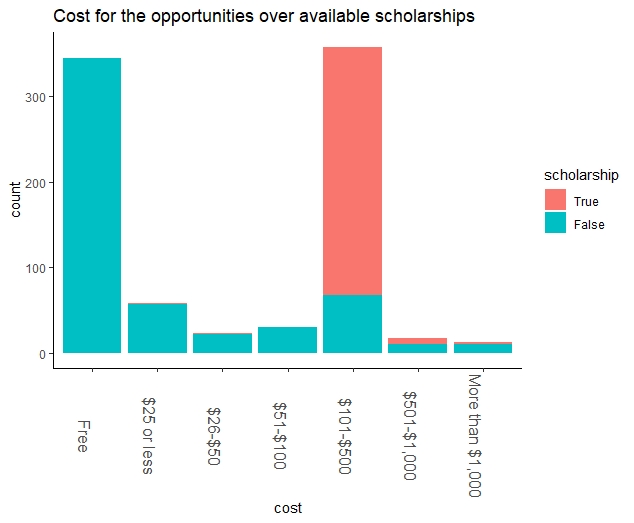 Cost for the opportunities over available scholarships
count
300
200
100
0
Free
$25 or less
$26-$50
$51-$100
$101-$500
$501-$1,000
More than $1,000
cost
scholarship
True
False